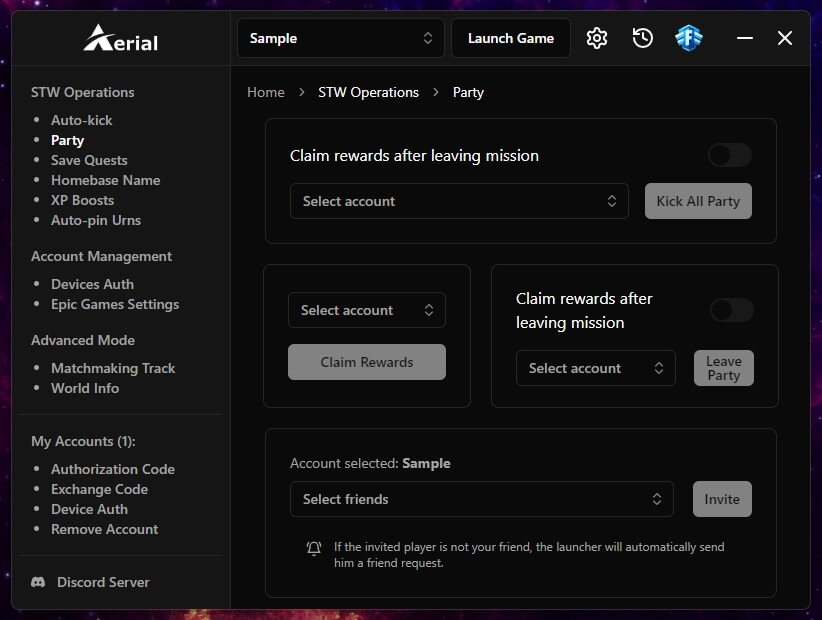 Aerial
Sample
Launch Game
STW Operations
Auto-kick
Party
Save Quests
Homebase Name
XP Boosts
Auto-pin Urns
Account Management
Devices Auth
Epic Games Settings
Advanced Mode
Matchmaking Track
World Info
My Accounts (1):
Authorization Code
Exchange Code
Device Auth
Remove Account
Discord Server
Home > STW Operations > Party
Claim rewards after leaving mission
Select account
Kick All Party
Select account
Claim Rewards
Claim rewards after
leaving mission
Select account
Leave
Party
Account selected: Sample
Select friends
Invite
If the invited player is not your friend, the launcher will automatically send
him a friend request.